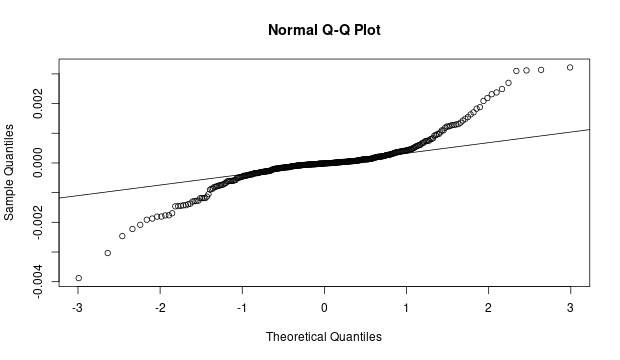 Normal Q-Q Plot
Sample Quantiles
0.002
0.000
-0.002
-0.004
-3 -2 -1 0 1 2 3
Theoretical Quantiles